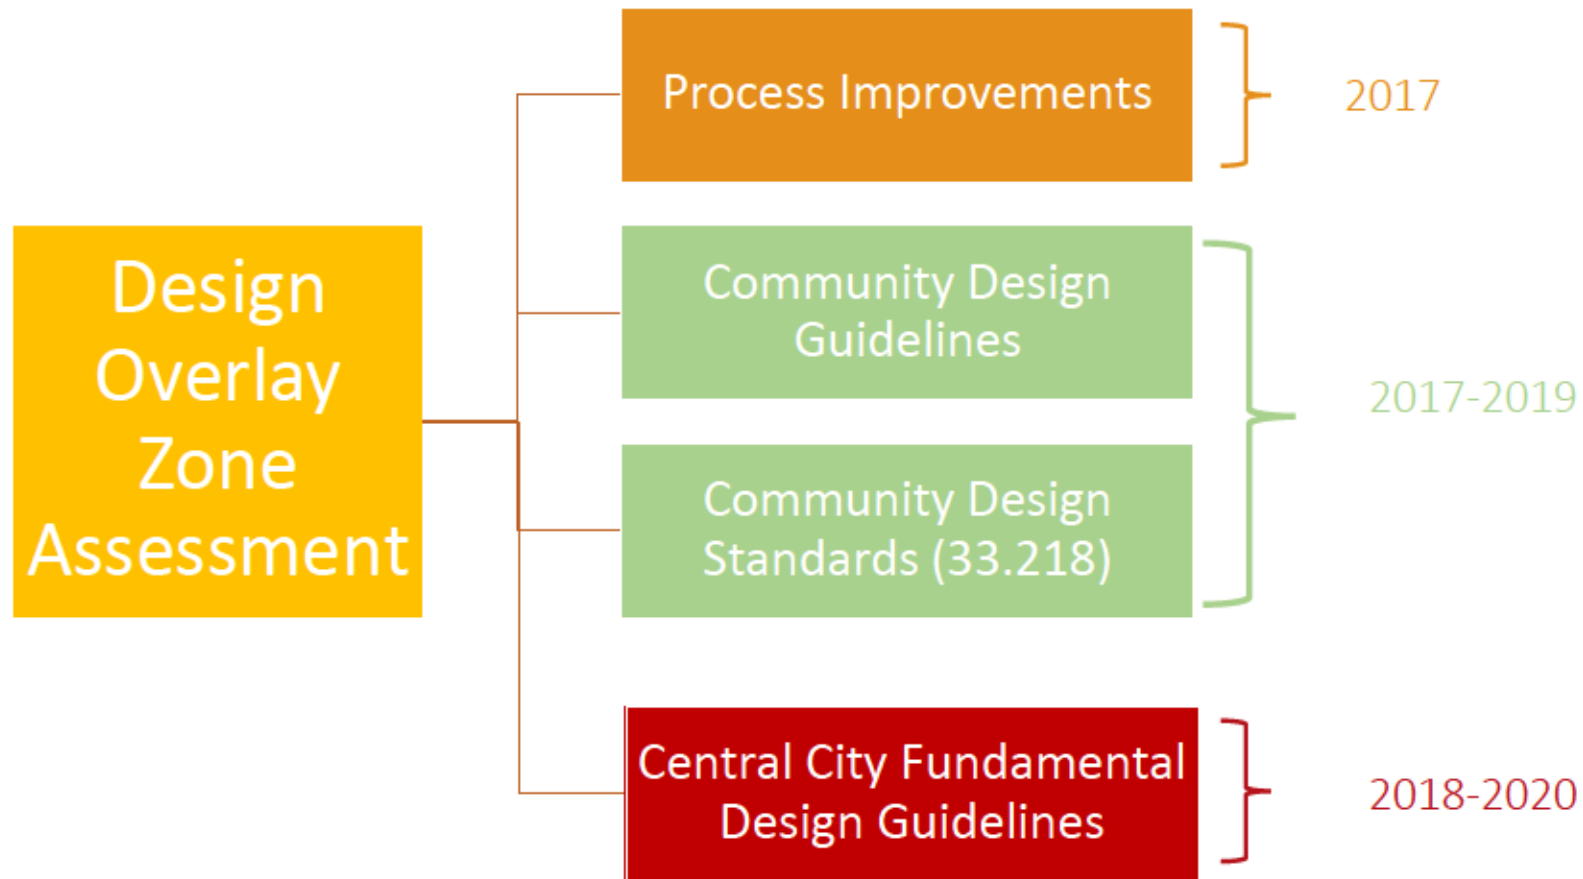 Design
Overlay
Zone
Assessment
Process Improvements
2017
Community Design
Guidelines
Community Design
Standards (33.218)
2017-2019
Central City Fundamental
Design Guidelines
2018-2020